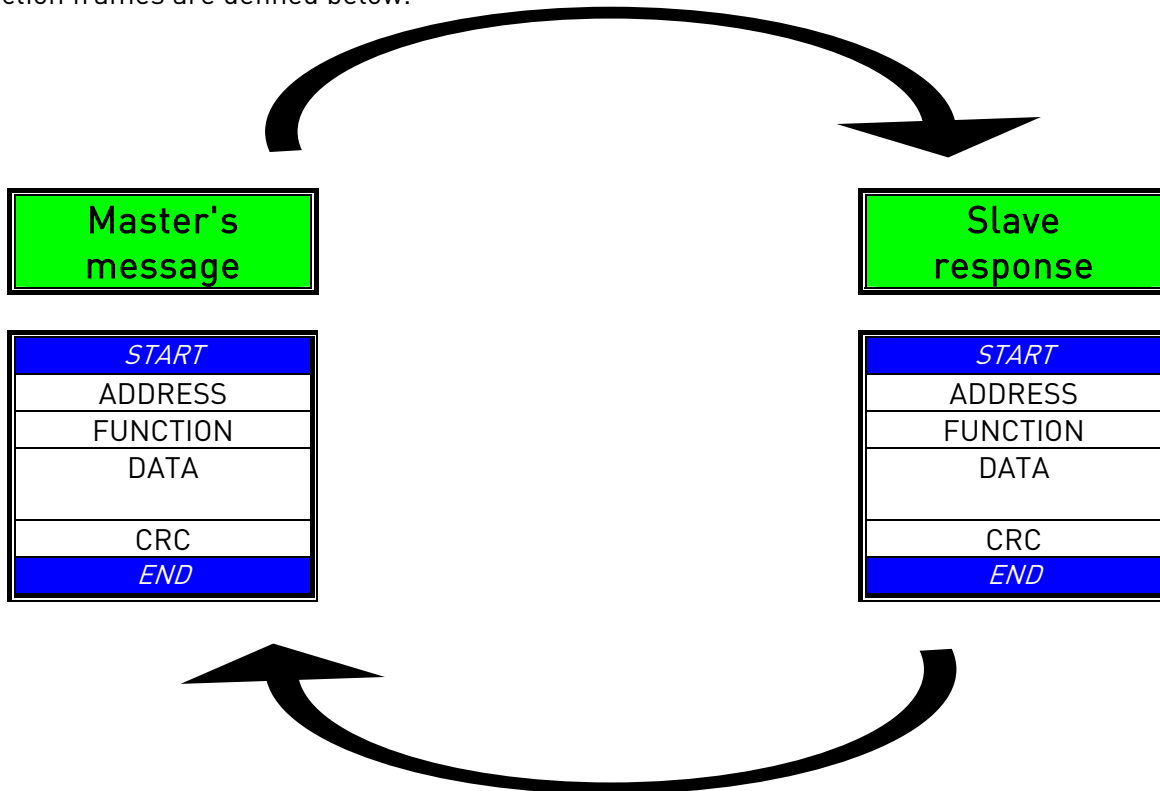 frames are defined below.
Master's
message
START
ADDRESS
FUNCTION
DATA
CRC
END
Slave
response
START
ADDRESS
FUNCTION
DATA
CRC
END